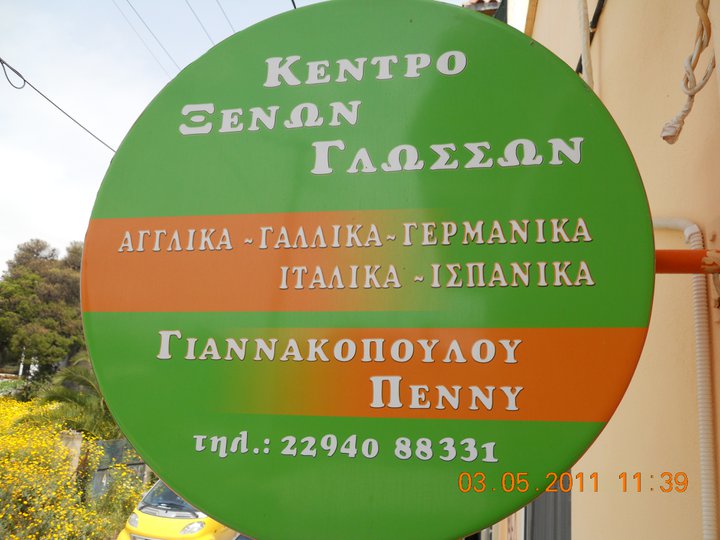 ΚΕΝΤΡΟ
ΞΕΝΩΝ
ΓΛΩΣΣΩΝ
ΑΓΓΛΙΚΑ ~ ΓΑΛΛΙΚΑ ~ ΓΕΡΜΑΝΙΚΑ
ΙΤΑΛΙΚΑ ~ ΙΣΠΑΝΙΚΑ
ΓΙΑΝΝΑΚΟΠΟΥΛΟΥ
ΠΕΝΝΥ
τηλ.: 22940 88331
03.05.2011 11:39